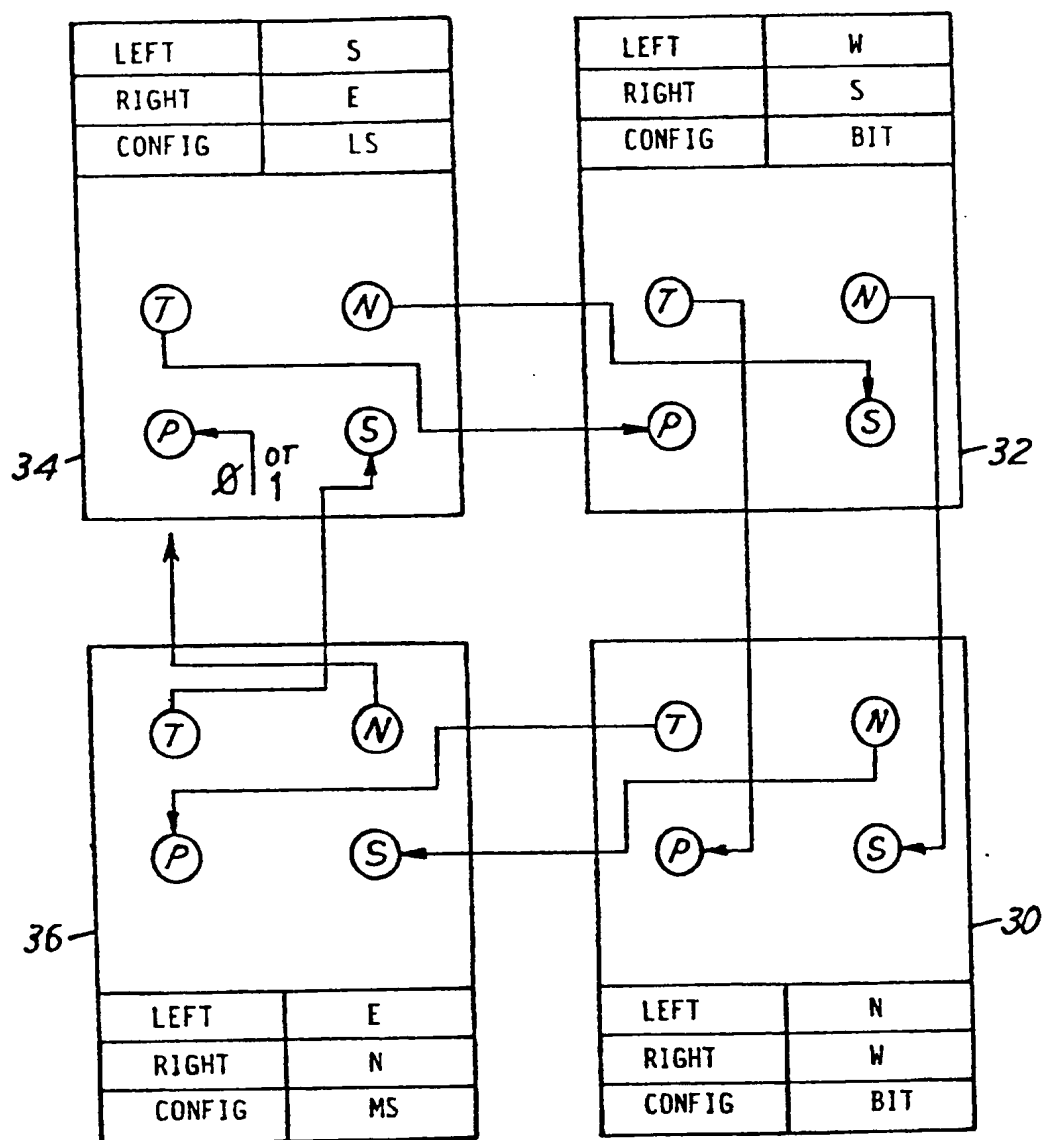 LEFT S
RIGHT E
CONFIG LS
T N
P S
Ø or 1
34
LEFT W
RIGHT S
CONFIG BIT
T N
P S
32
T N
P S
36
LEFT E
RIGHT N
CONFIG MS
T N
P S
30
LEFT N
RIGHT W
CONFIG BIT